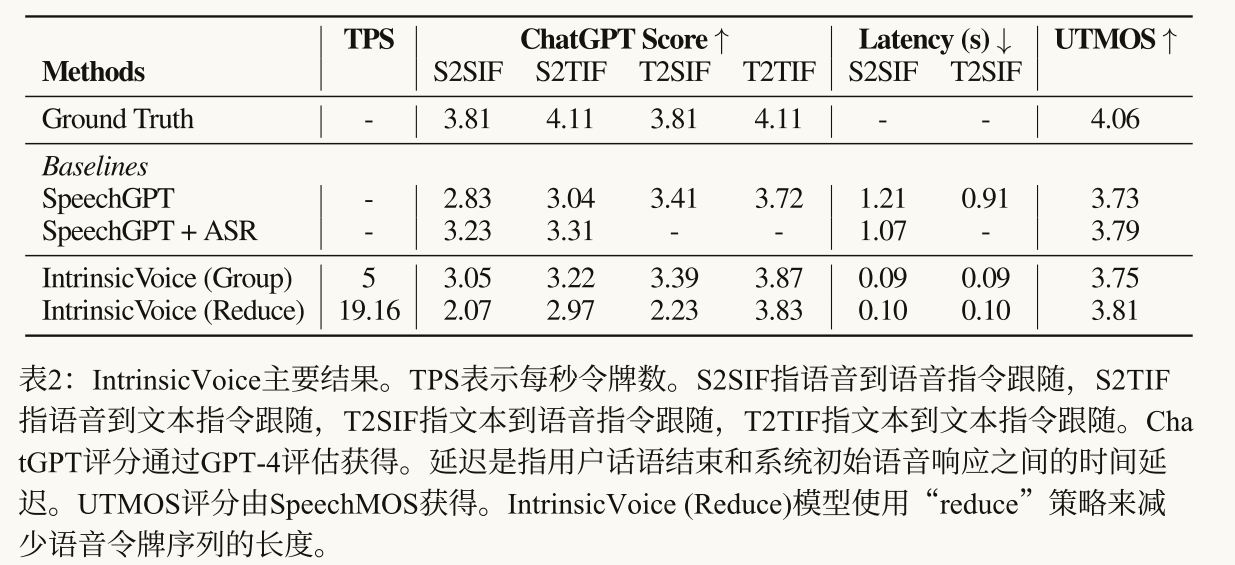 TPS ChatGPT Score ↑ Latency (s) ↓ UTMOS ↑
Methods S2SIF S2TIF T2SIF T2TIF S2SIF T2SIF
Ground Truth - 3.81 4.11 3.81 4.11 - - 4.06
Baselines
SpeechGPT - 2.83 3.04 3.41 3.72 1.21 0.91 3.73
SpeechGPT + ASR - 3.23 3.31 - - 1.07 - 3.79
IntrinsicVoice (Group) 5 3.05 3.22 3.39 3.87 0.09 0.09 3.75
IntrinsicVoice (Reduce) 19.16 2.07 2.97 2.23 3.83 0.10 0.10 3.81
表2：IntrinsicVoice主要结果。TPS表示每秒令牌数。S2SIF指语音到语音指令跟随，S2TIF
指语音到文本指令跟随，T2SIF指文本到语音指令跟随，T2TIF指文本到文本指令跟随。Cha
tGPT评分通过GPT-4评估获得。延迟是指用户话语结束和系统初始语音响应之间的时间延
迟。UTMOS评分由SpeechMOS获得。IntrinsicVoice (Reduce)模型使用“reduce”策略来减
少语音令牌序列的长度。